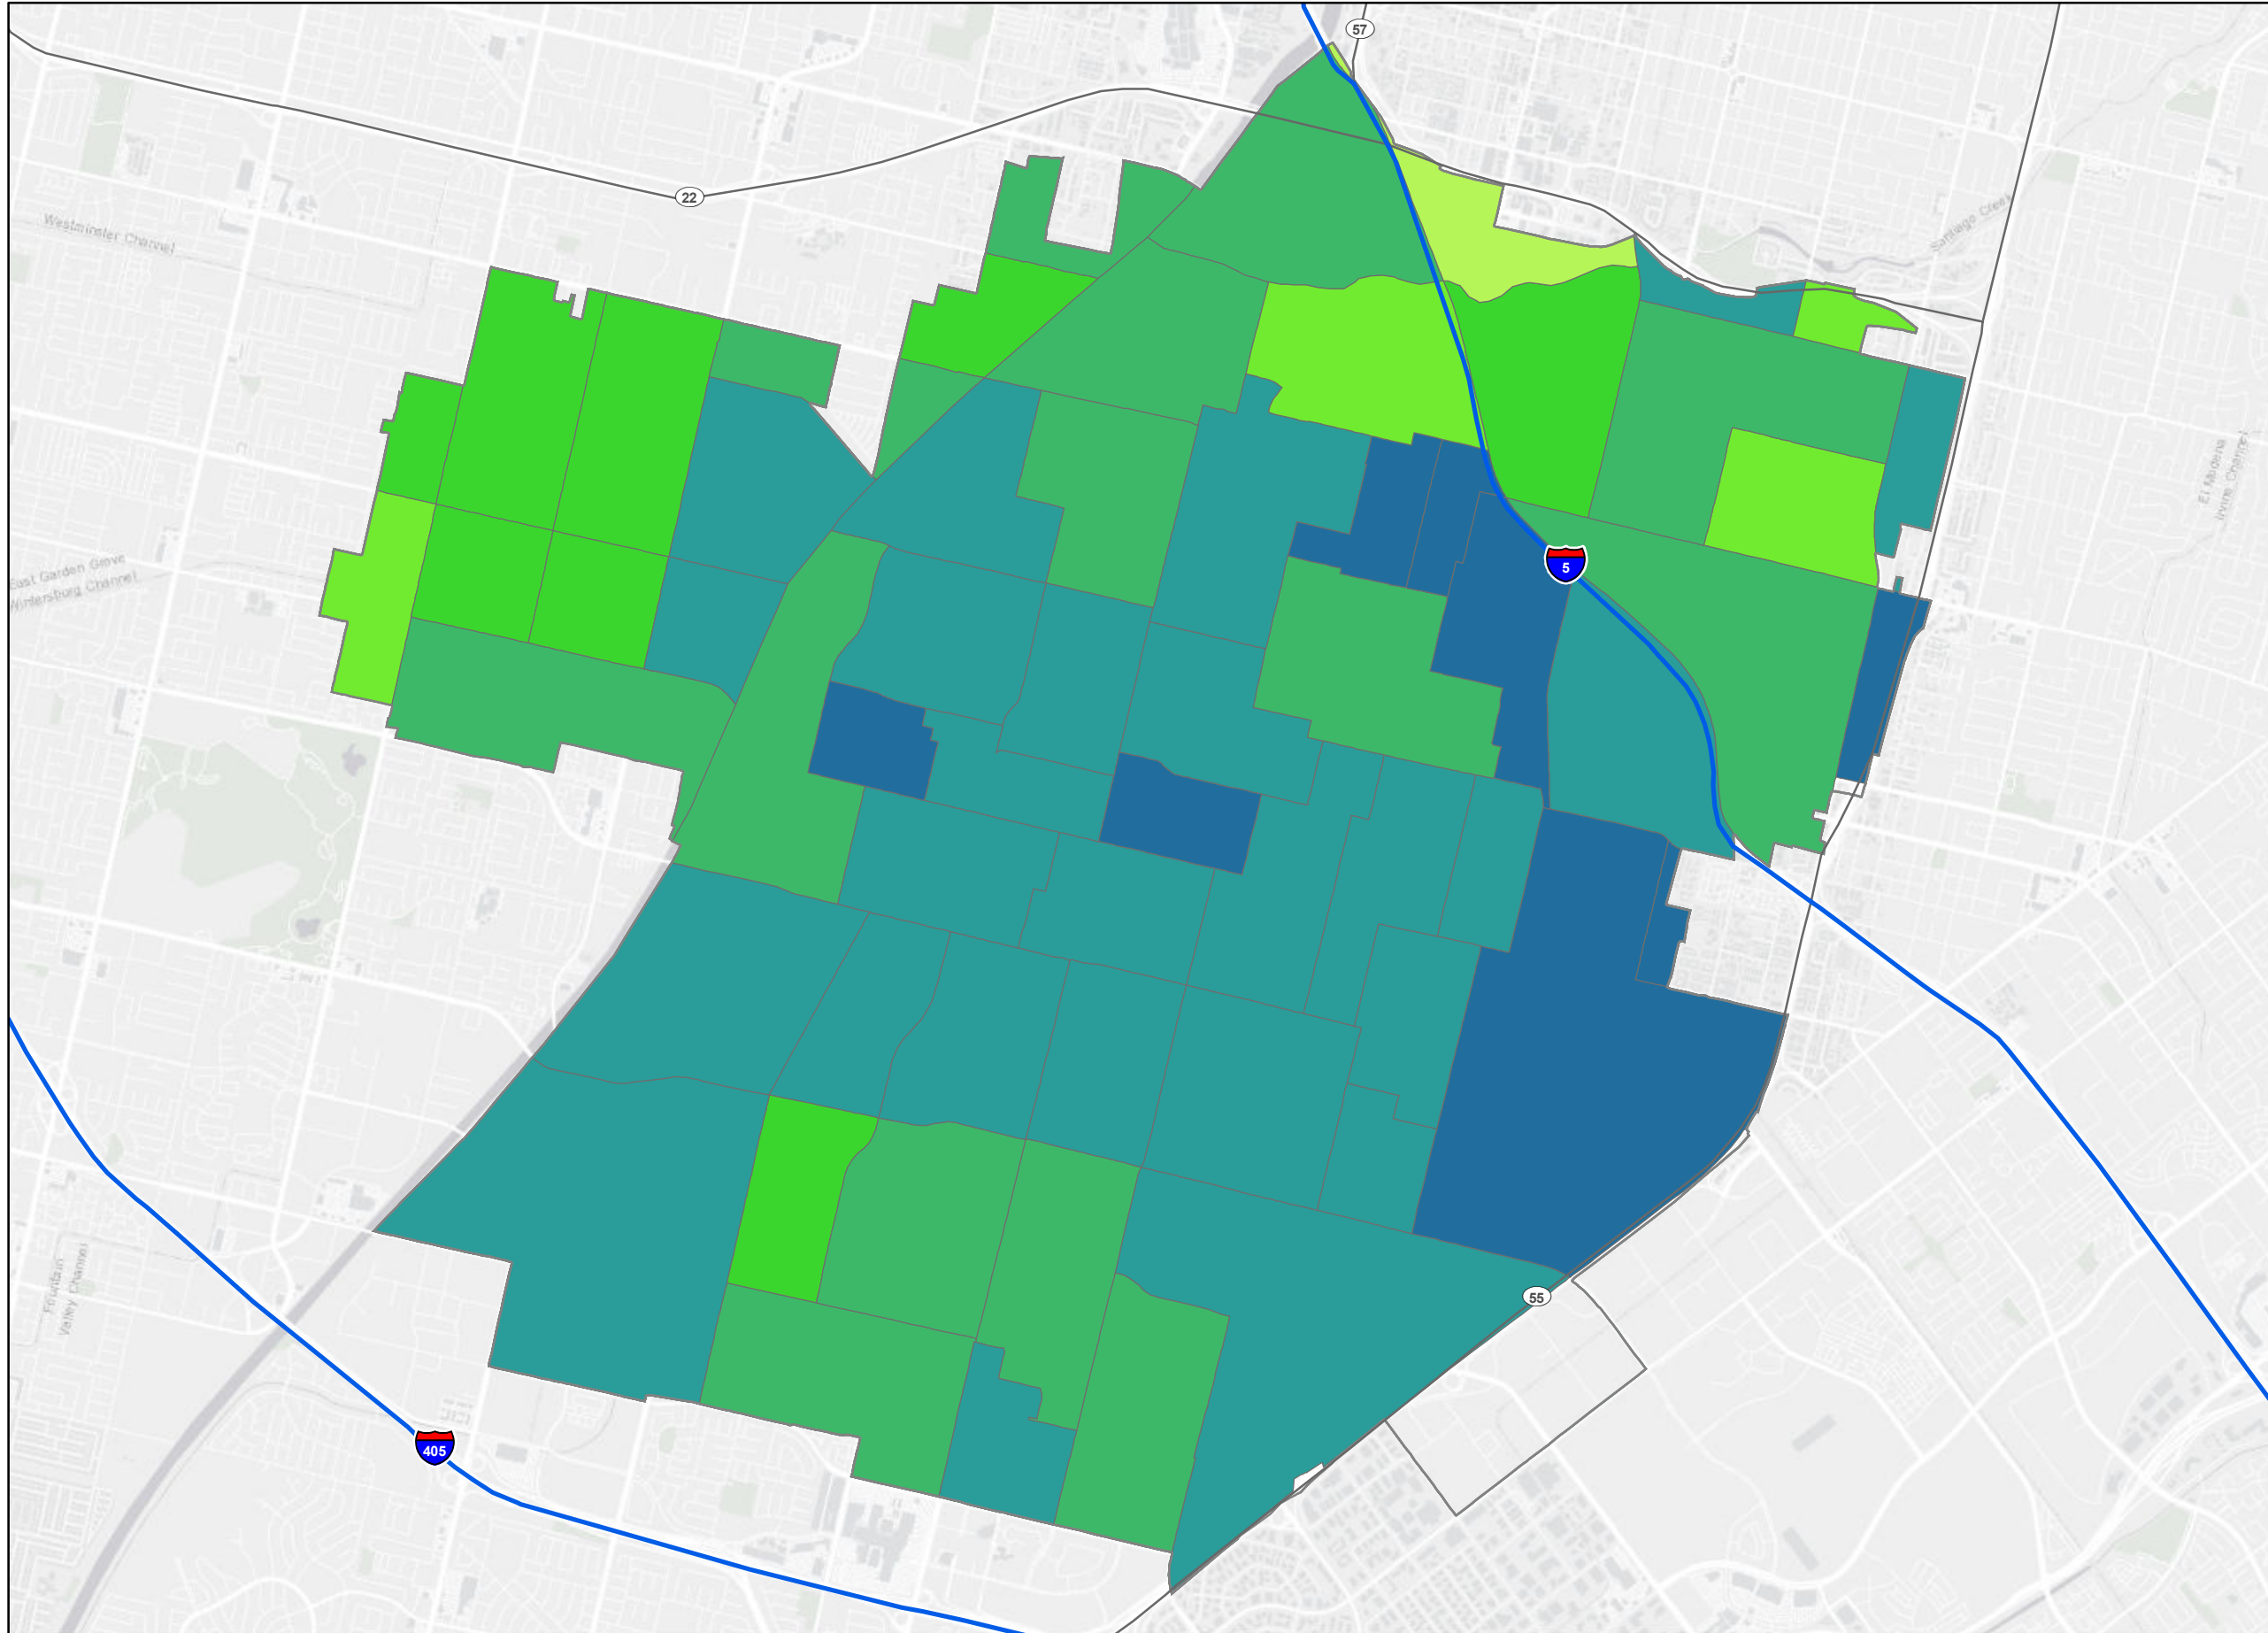 57
22
Westminster Channel
Santiago Creek
El Modena
Irvine Channel
5
East Garden Grove
Wintersburg Channel
55
Fountain
Valley Channel
405